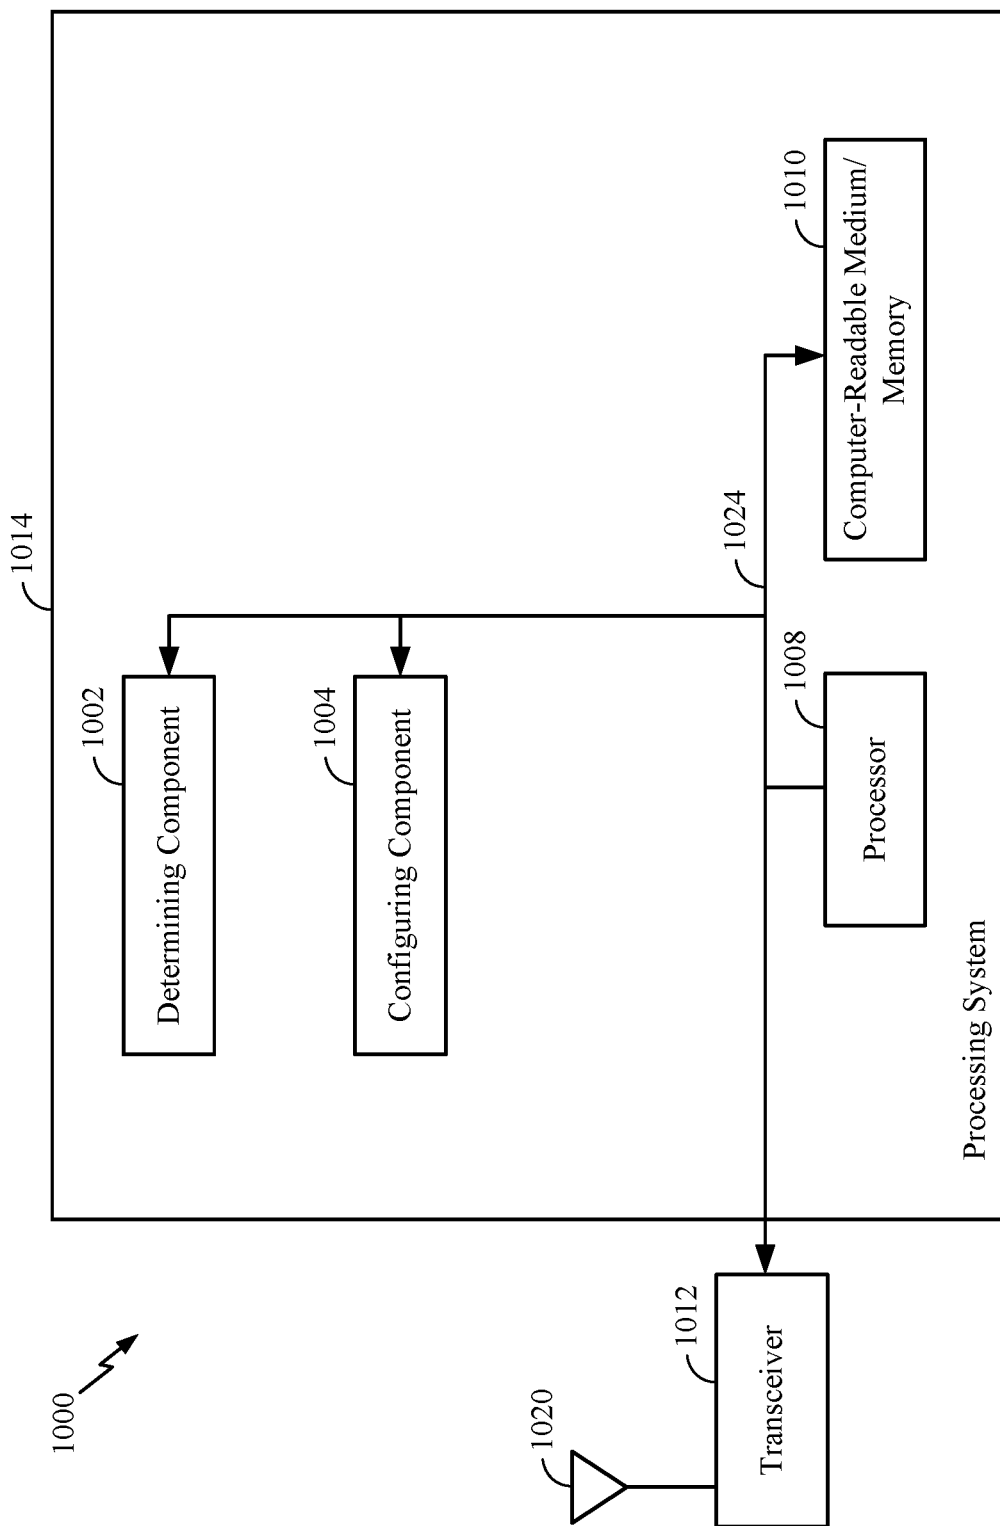 1000
1014
1002
Determining Component
1004
Configuring Component
1020
1012
Transceiver
1024
1008
Processor
1010
Computer-Readable Medium/
Memory
Processing System